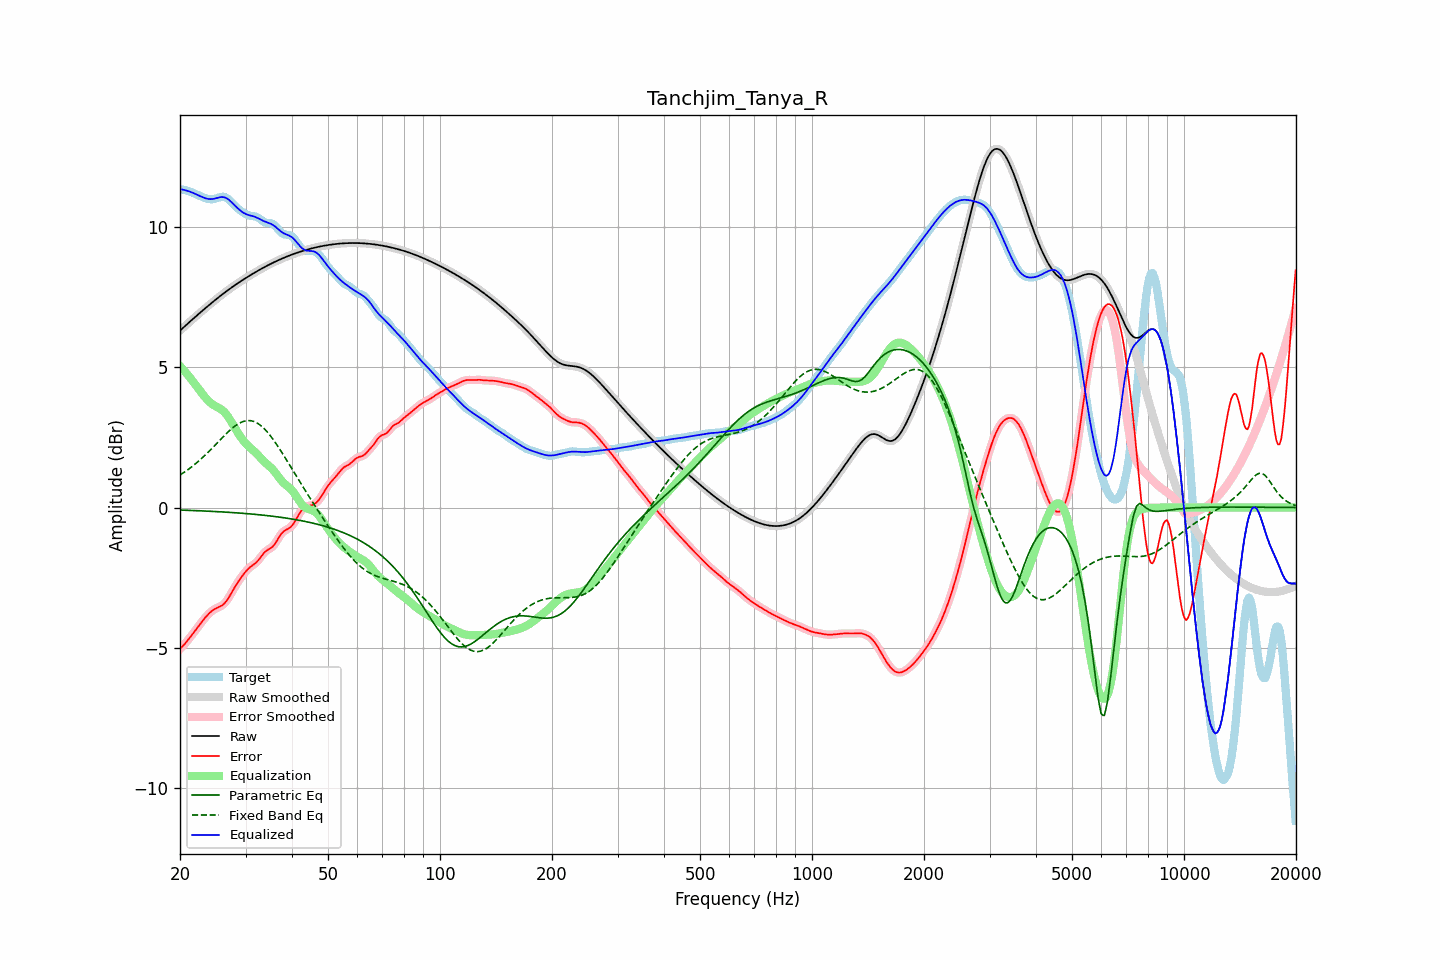 Tanchjim_Tanya_R
Amplitude (dBr)
10
5
0
−5
−10
Target
Raw Smoothed
Error Smoothed
Raw
Error
Equalization
Parametric Eq
Fixed Band Eq
Equalized
20 50 100 200 500 1000 2000 5000 10000 20000
Frequency (Hz)